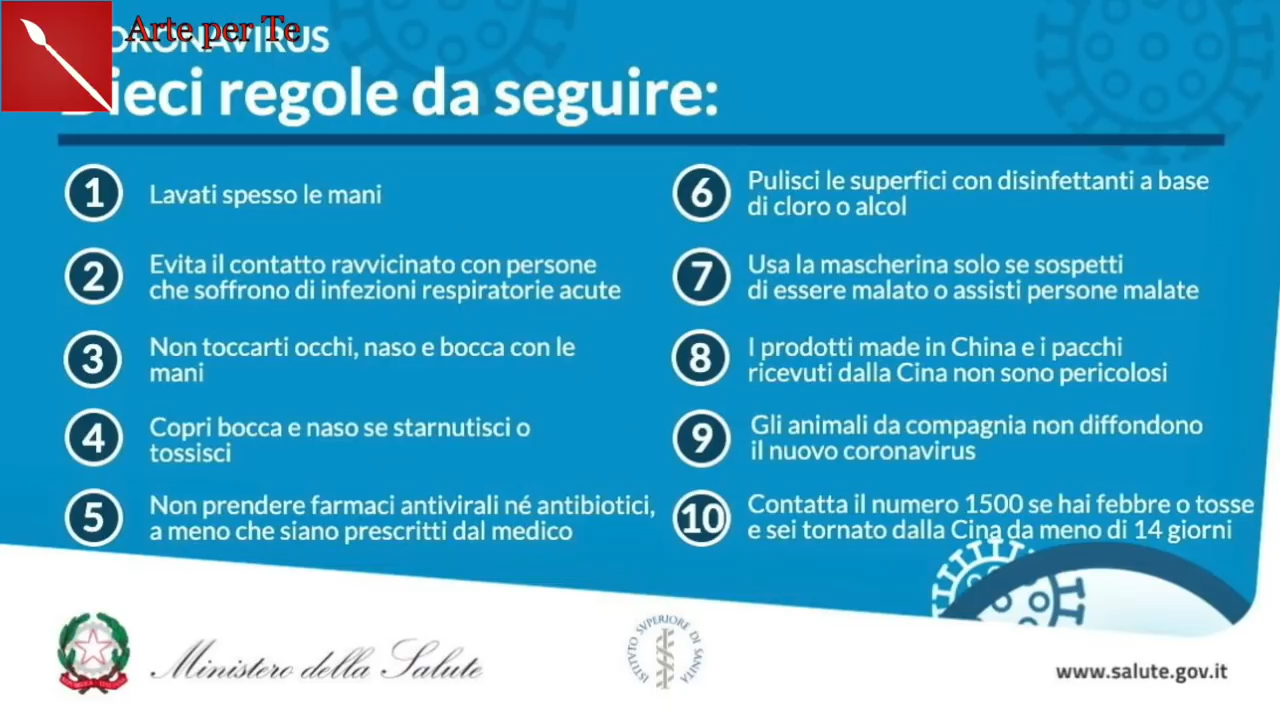 Arte per Te
CORONAVIRUS
Dieci regole da seguire:
1 Lavati spesso le mani
2 Evita il contatto ravvicinato con persone
che soffrono di infezioni respiratorie acute
3 Non toccarti occhi, naso e bocca con le
mani
4 Copri bocca e naso se starnutisci o
tossisci
5 Non prendere farmaci antivirali né antibiotici,
a meno che siano prescritti dal medico
6 Pulisci le superfici con disinfettanti a base
di cloro o alcol
7 Usa la mascherina solo se sospetti
di essere malato o assisti persone malate
8 I prodotti made in China e i pacchi
ricevuti dalla Cina non sono pericolosi
9 Gli animali da compagnia non diffondono
il nuovo coronavirus
10 Contatta il numero 1500 se hai febbre o tosse
e sei tornato dalla Cina da meno di 14 giorni
Ministero della Salute
ISTITUTO SVPERIORE DI SANITA
www.salute.gov.it